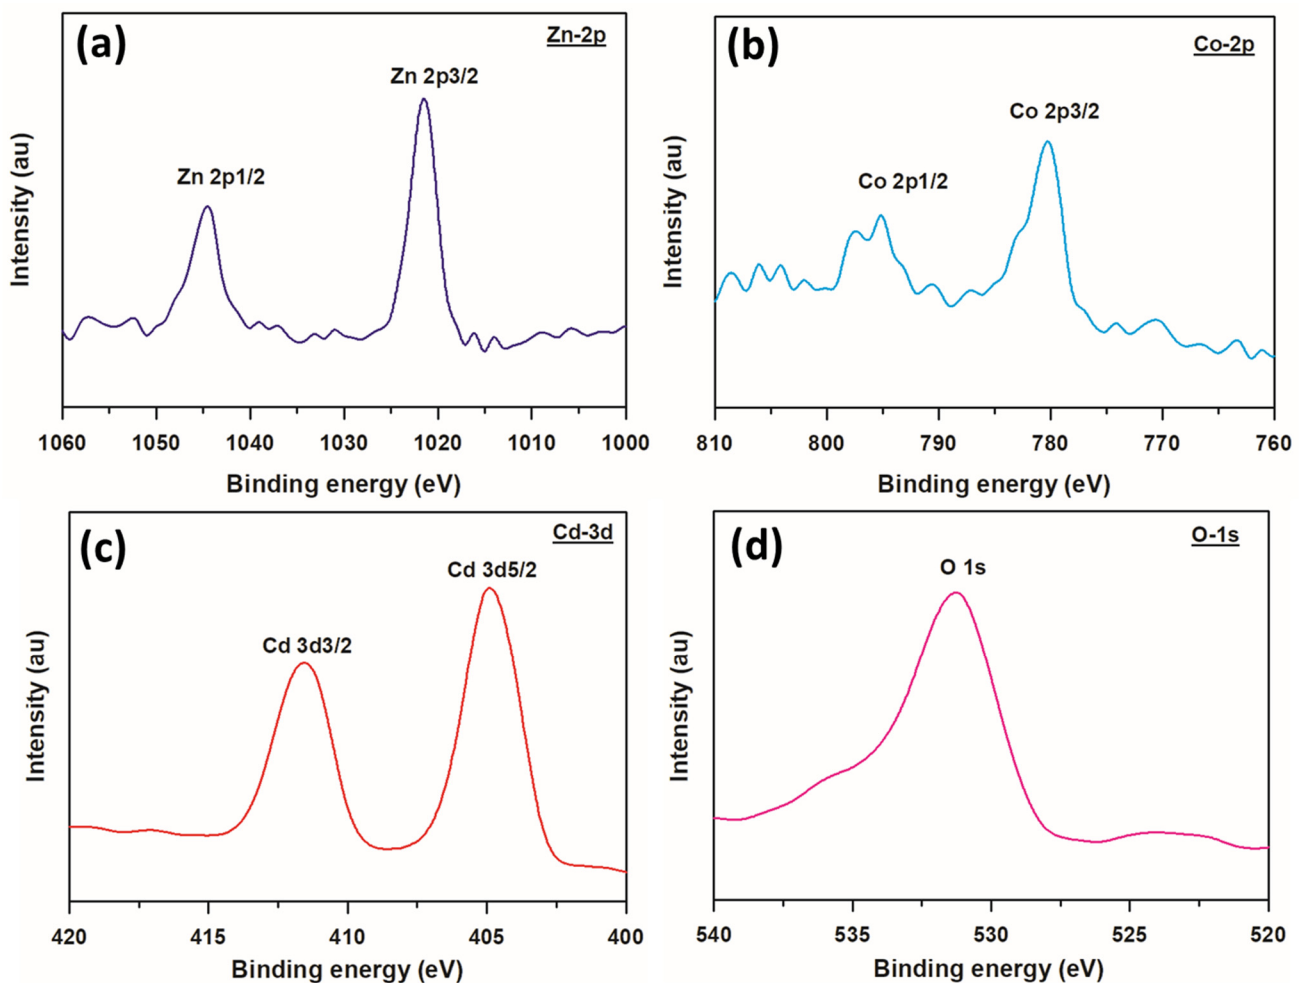 (a)
Zn-2p
Zn 2p3/2
Zn 2p1/2
Intensity (au)
1060 1050 1040 1030 1020 1010 1000
Binding energy (eV)
(b)
Co-2p
Co 2p3/2
Co 2p1/2
Intensity (au)
810 800 790 780 770 760
Binding energy (eV)
(c)
Cd-3d
Cd 3d5/2
Cd 3d3/2
Intensity (au)
420 415 410 405 400
Binding energy (eV)
(d)
O-1s
O 1s
Intensity (au)
540 535 530 525 520
Binding energy (eV)